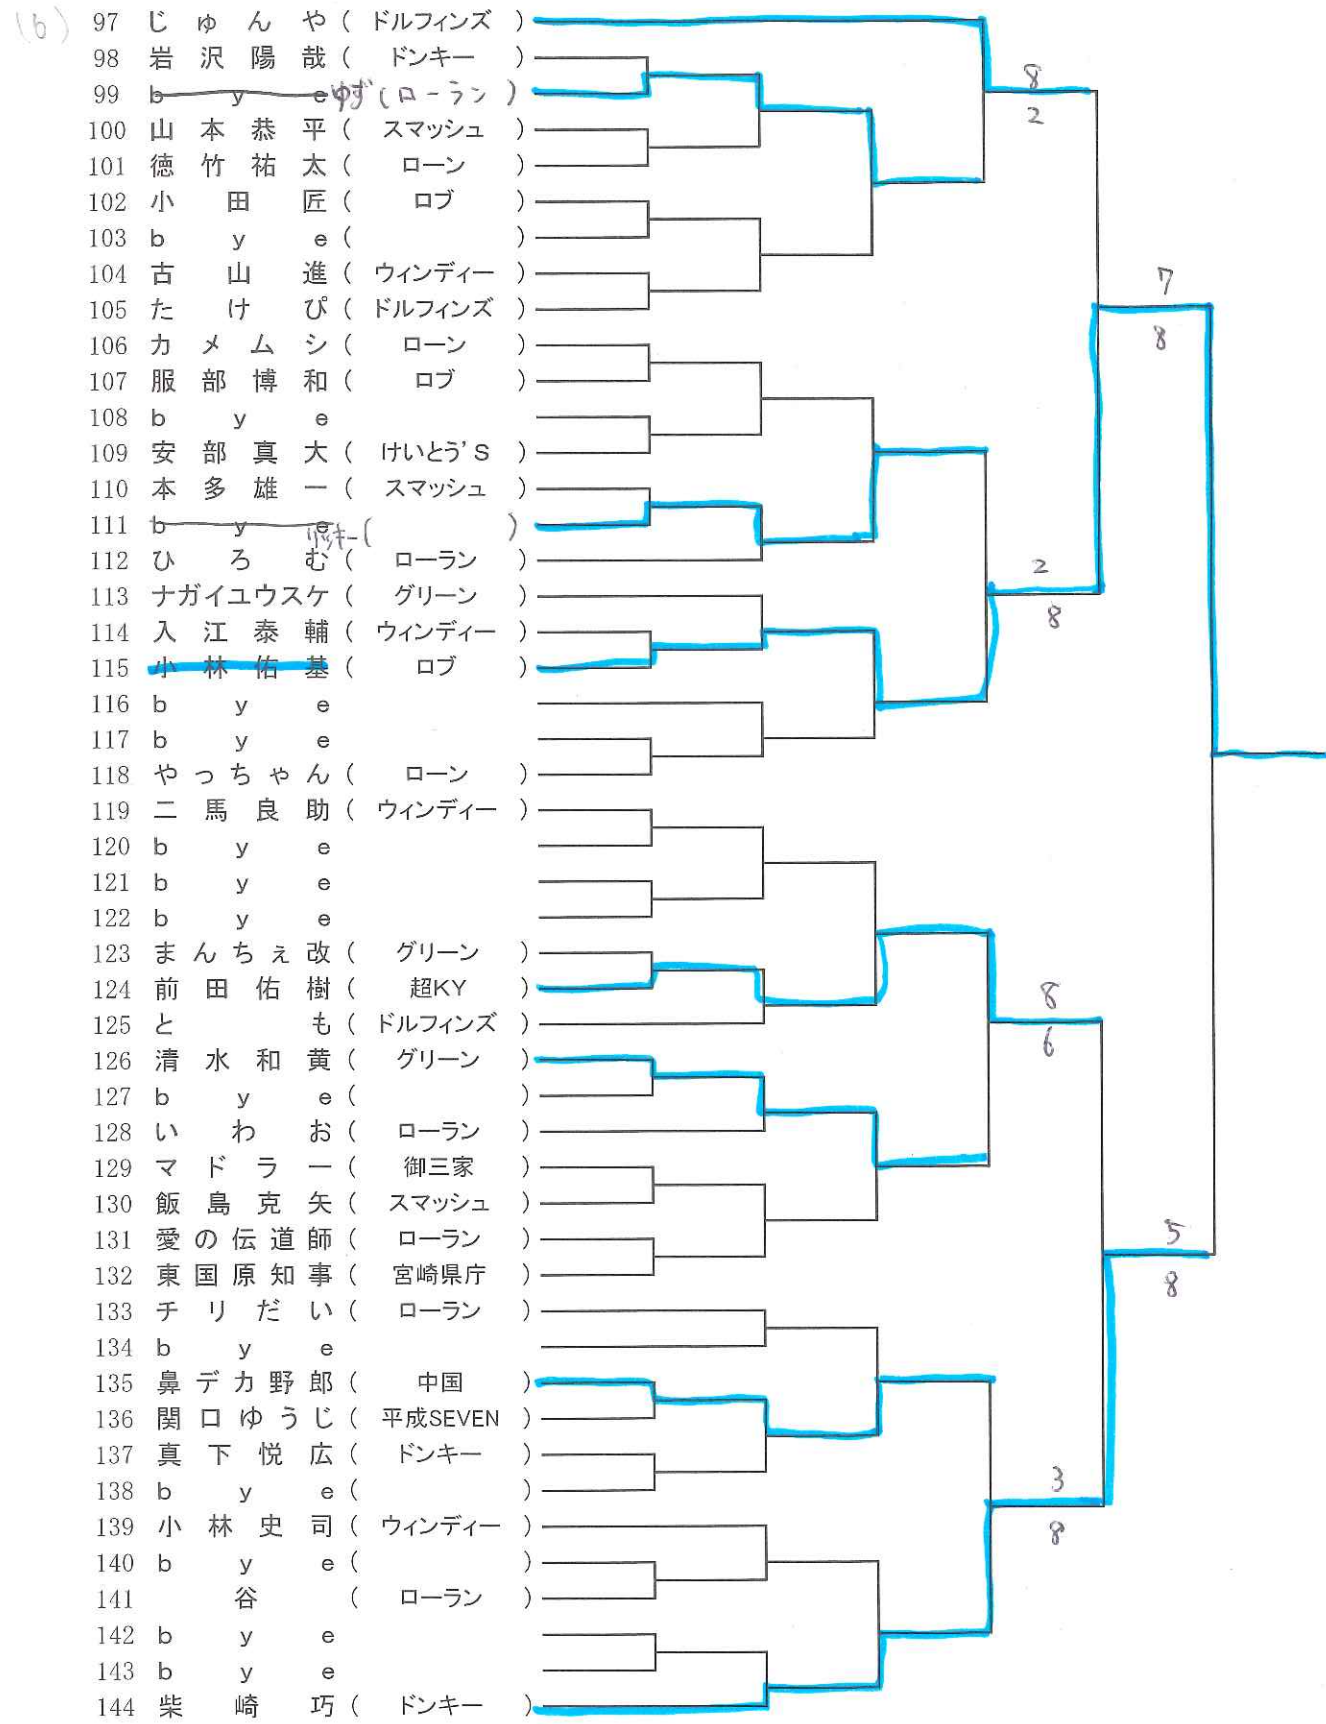 (b)
97 じゅんや ( ドルフィンズ )
98 岩沢陽哉 ( ドンキー )
99 bye ゆず (ローラン)
8
2
100 山本恭平 ( スマッシュ )
101 徳竹祐太 ( ローン )
102 小田匠 ( ロブ )
103 bye ( )
104 古山進 ( ウィンディー )
7
105 たけぴ ( ドルフィンズ )
8
106 カメムシ ( ローン )
107 服部博和 ( ロブ )
108 bye
109 安部真大 ( けいとう'S )
110 本多雄一 ( スマッシュ )
111 bye ( )
112 ひろむ ( ローラン )
2
113 ナガイユウスケ ( グリーン )
8
114 入江泰輔 ( ウィンディー )
115 小林佑基 ( ロブ )
116 bye
117 bye
118 やっちゃん ( ローン )
119 二馬良助 ( ウィンディー )
120 bye
121 bye
122 bye
123 まんちぇ改 ( グリーン )
124 前田佑樹 ( 超KY )
8
125 とも ( ドルフィンズ )
6
126 清水和黄 ( グリーン )
127 bye ( )
128 いわお ( ローラン )
129 マドラー ( 御三家 )
130 飯島克矢 ( スマッシュ )
131 愛の伝道師 ( ローラン )
5
132 東国原知事 ( 宮崎県庁 )
8
133 チリだい ( ローラン )
134 bye
135 鼻デカ野郎 ( 中国 )
136 関口ゆうじ ( 平成SEVEN )
137 真下悦広 ( ドンキー )
3
138 bye ( )
139 小林史司 ( ウィンディー )
8
140 bye ( )
141 谷 ( ローラン )
142 bye
143 bye
144 柴崎巧 ( ドンキー )